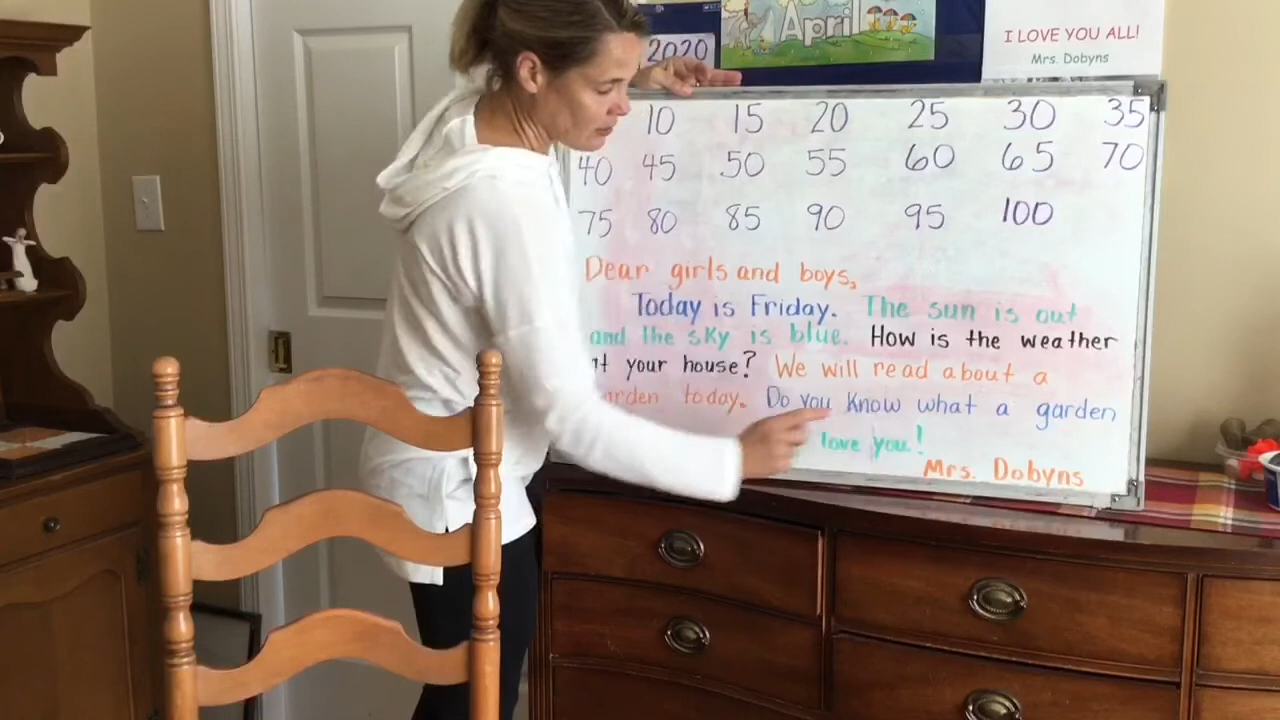 2020
April
I LOVE YOU ALL!
Mrs. Dobyns
10 15 20 25 30 35
40 45 50 55 60 65 70
75 80 85 90 95 100
Dear girls and boys,
Today is Friday. The sun is out
and the sky is blue. How is the weather
your house? We will read about a
today. Do you know what a garden
love you!
Mrs. Dobyns